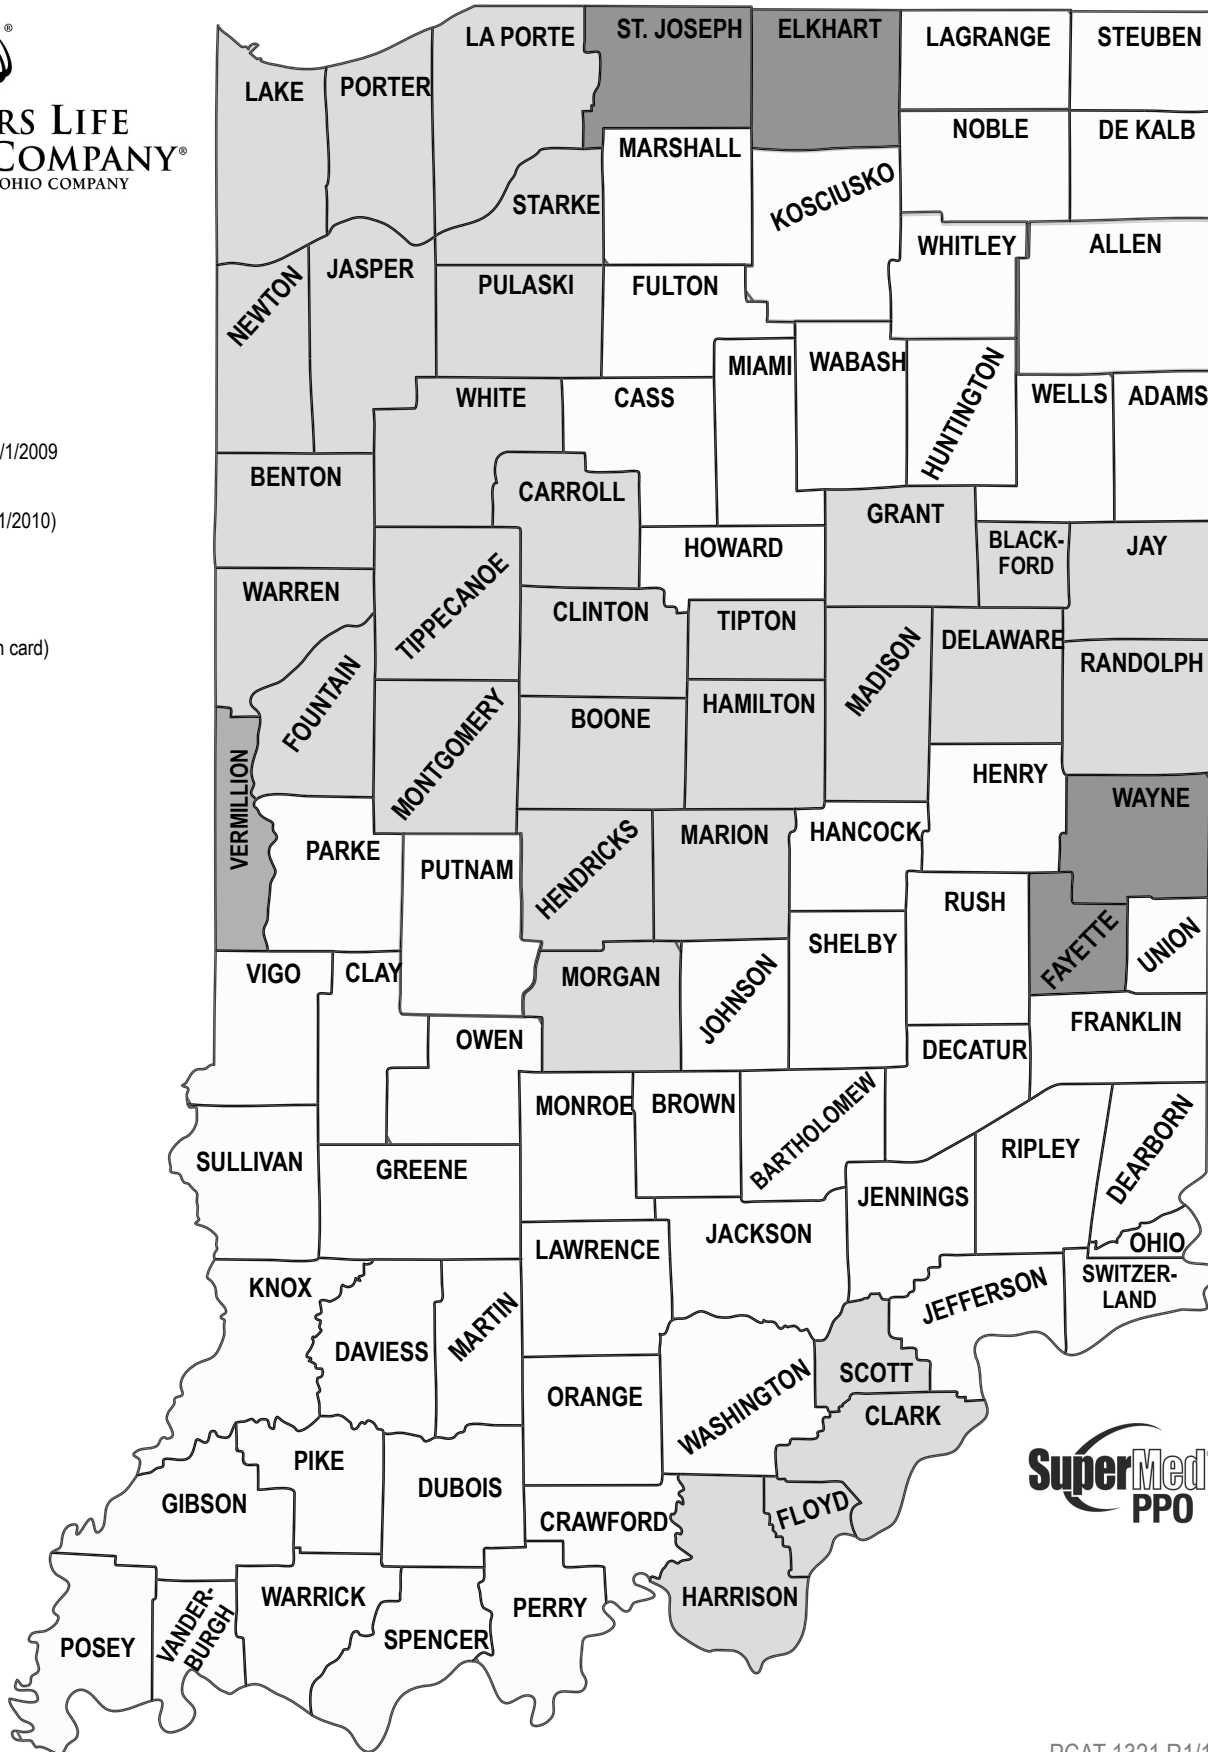 ®
RS LIFE
COMPANY®
OHIO COMPANY
/1/2009
1/2010)
n card)
LAKE
PORTER
LA PORTE
ST. JOSEPH
ELKHART
LAGRANGE
STEUBEN
NOBLE
DE KALB
MARSHALL
STARKE
KOSCIUSKO
WHITLEY
ALLEN
NEWTON
JASPER
PULASKI
FULTON
MIAMI
WABASH
HUNTINGTON
WELLS
ADAMS
WHITE
CASS
BENTON
CARROLL
GRANT
BLACK-
FORD
JAY
HOWARD
WARREN
TIPPECANOE
CLINTON
TIPTON
MADISON
DELAWARE
RANDOLPH
FOUNTAIN
MONTGOMERY
BOONE
HAMILTON
HENRY
WAYNE
VERMILLION
PARKE
PUTNAM
HENDRICKS
MARION
HANCOCK
RUSH
FAYETTE
UNION
VIGO
CLAY
MORGAN
JOHNSON
SHELBY
OWEN
DECATUR
FRANKLIN
MONROE
BROWN
BARTHOLOMEW
SULLIVAN
GREENE
RIPLEY
DEARBORN
JENNINGS
JACKSON
LAWRENCE
OHIO
KNOX
SWITZER-
LAND
JEFFERSON
DAVIESS
MARTIN
SCOTT
ORANGE
WASHINGTON
CLARK
PIKE
DUBOIS
GIBSON
CRAWFORD
FLOYD
SuperMed
PPO
WARRICK
HARRISON
PERRY
POSEY
VANDER-
BURGH
SPENCER